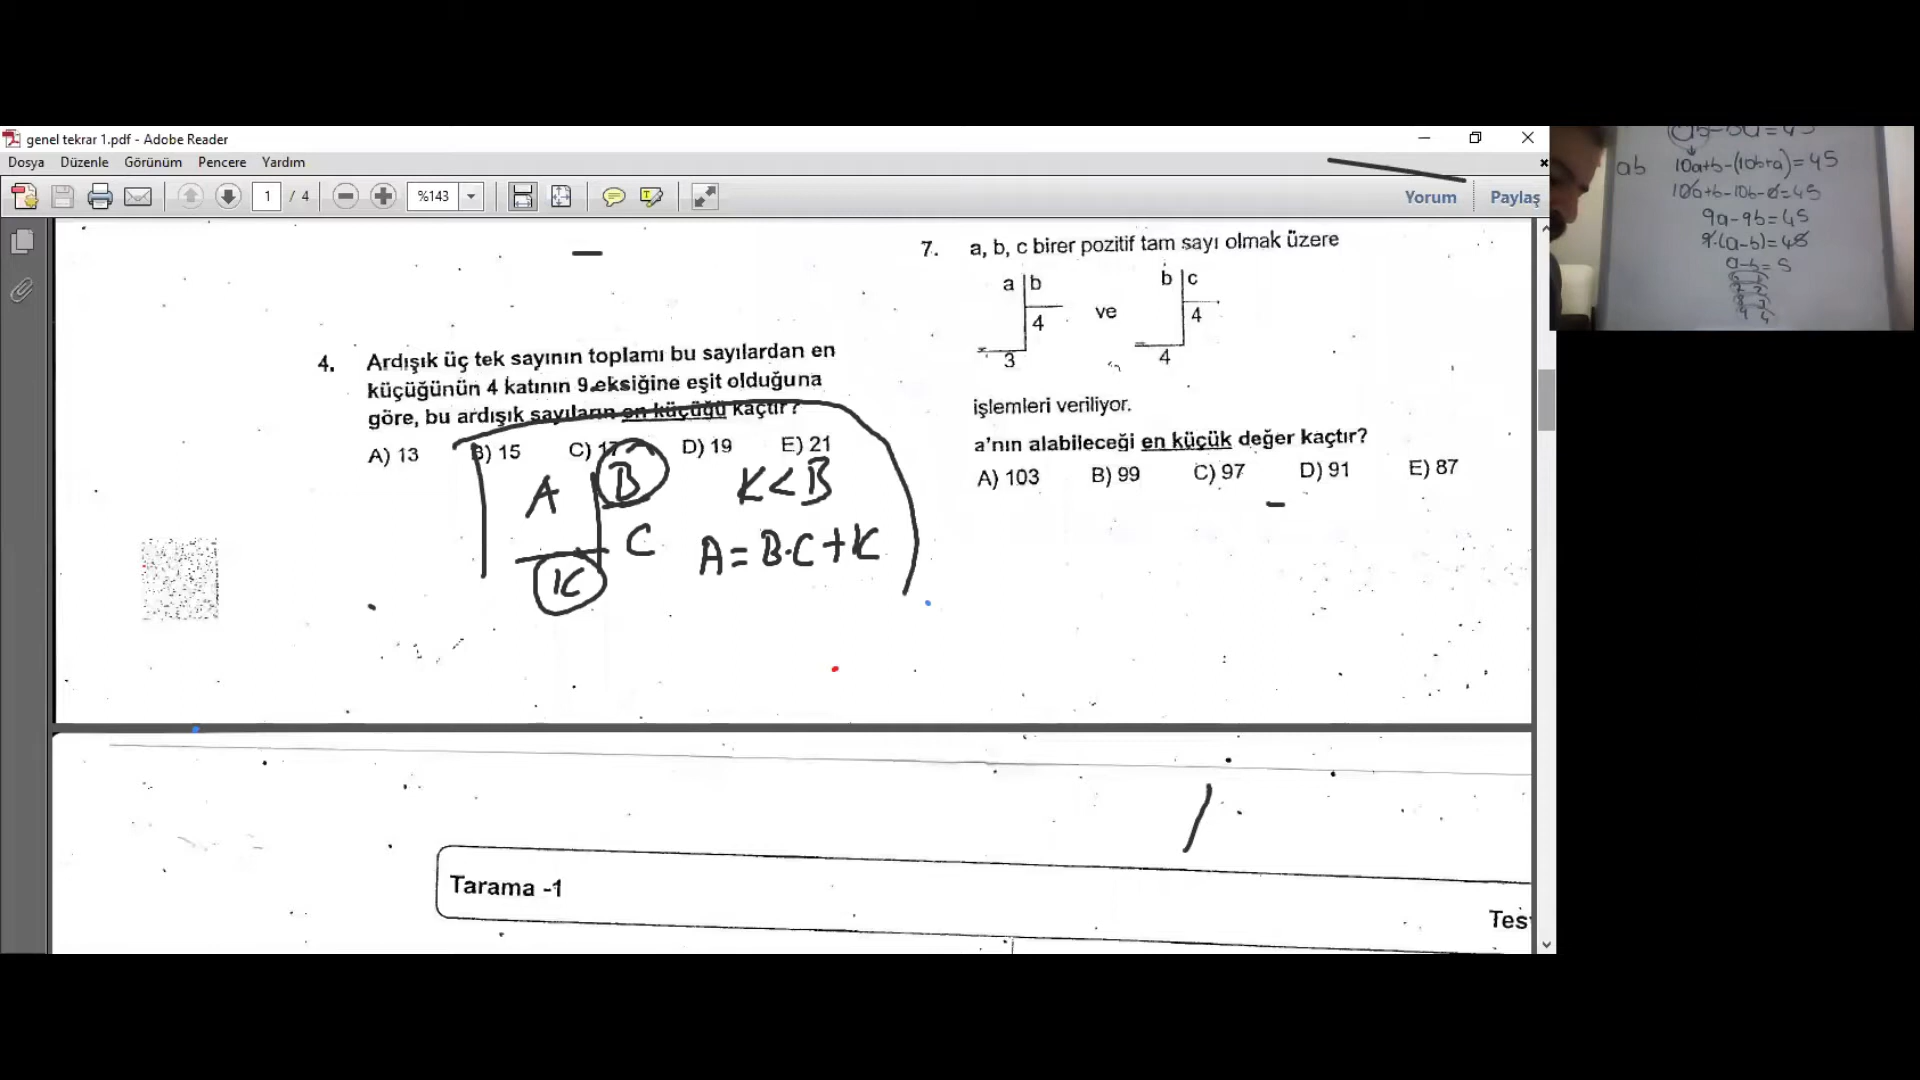 genel tekrar 1.pdf - Adobe Reader
Dosya Düzenle Görünüm Pencere Yardım
1 / 4 %143 Yorum Paylaş
4. Ardışık üç tek sayının toplamı bu sayılardan en
küçüğünün 4 katının 9 eksiğine eşit olduğuna
göre, bu ardışık sayıların en küçüğü kaçtır?
A) 13 B) 15 C) 17 D) 19 E) 21
A B K<B
C A=B.C+K
K
7. a, b, c birer pozitif tam sayı olmak üzere
a b ve b c
4 4
3 4
işlemleri veriliyor.
a'nın alabileceği en küçük değer kaçtır?
A) 103 B) 99 C) 97 D) 91 E) 87
Tarama -1
Tes
ab 10a+b-(10b+a)=45
10a+b-10b-a=45
9a-9b=45
9.(a-b)=45
a-b=5